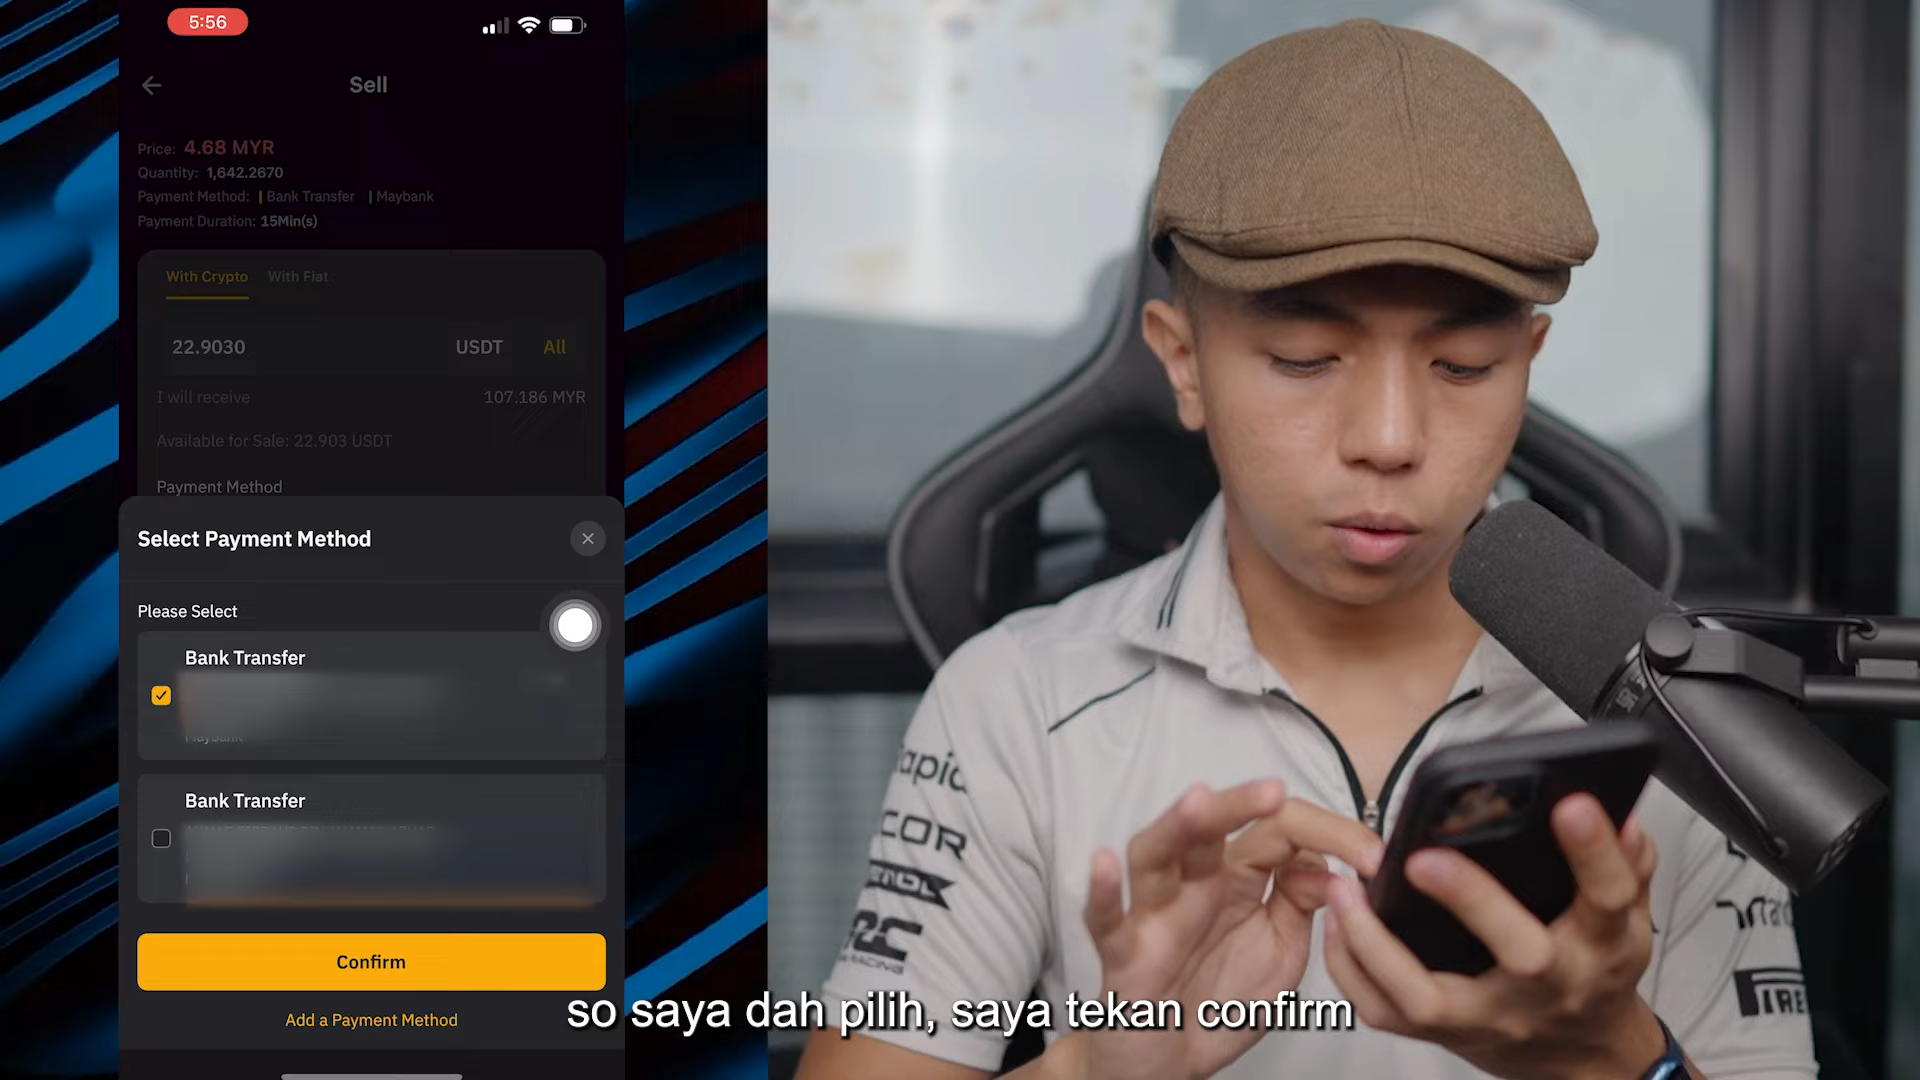 5:56
Sell
Price: 4.68 MYR
Quantity: 1,642.2670
Payment Method: Bank Transfer Maybank
Payment Duration: 15Min(s)
With Crypto With Fiat
22.9030 USDT All
I will receive 107.186 MYR
Available for Sale: 22.903 USDT
Payment Method
Select Payment Method
Please Select
Bank Transfer
Maybank
Bank Transfer
Confirm
Add a Payment Method
so saya dah pilih, saya tekan confirm
COR
RACING